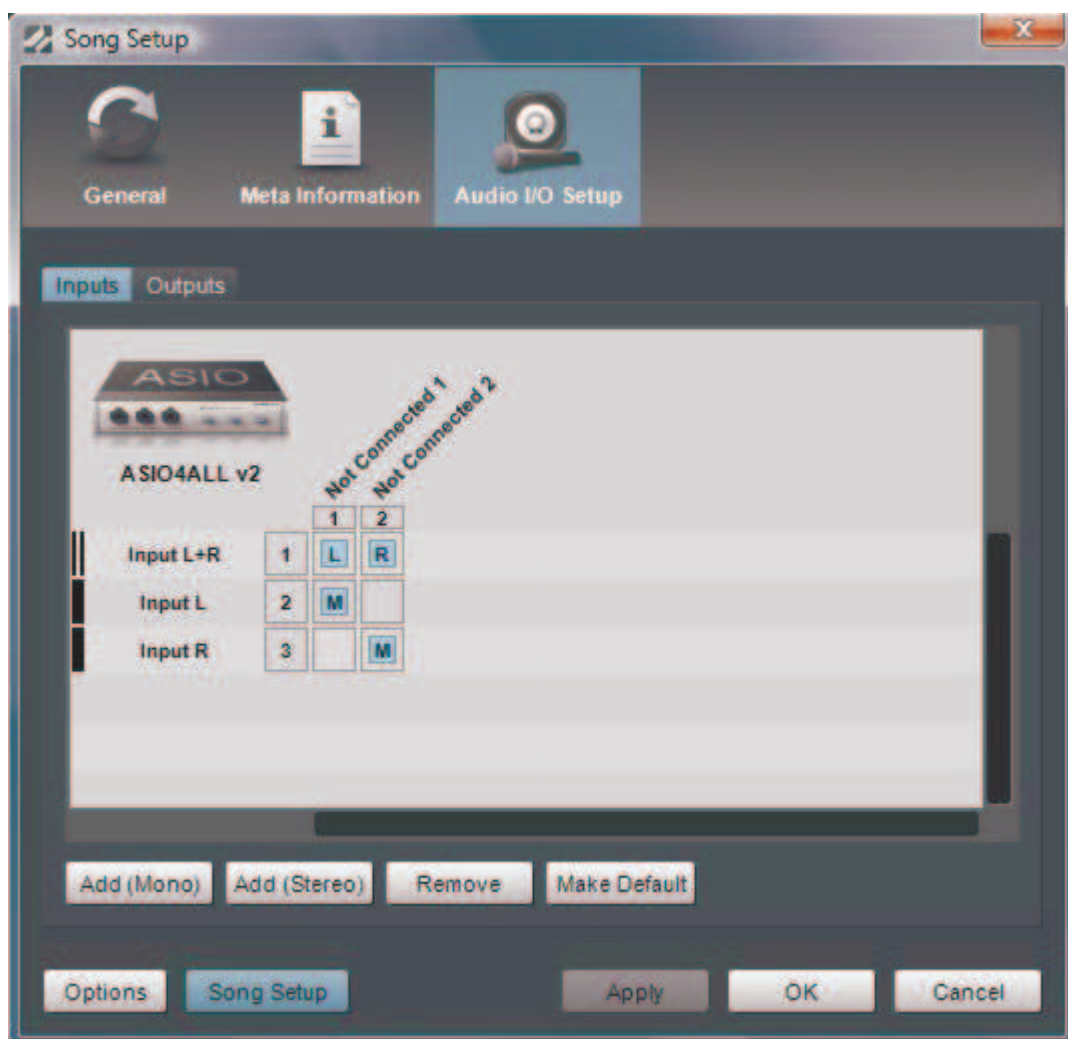 Song Setup
X
General
Meta Information
Audio I/O Setup
Inputs Outputs
ASIO
ASIO4ALL v2
Not Connected 1
Not Connected 2
1 2
Input L+R 1 L R
Input L 2 M
Input R 3 M
Add (Mono) Add (Stereo) Remove Make Default
Options Song Setup Apply OK Cancel